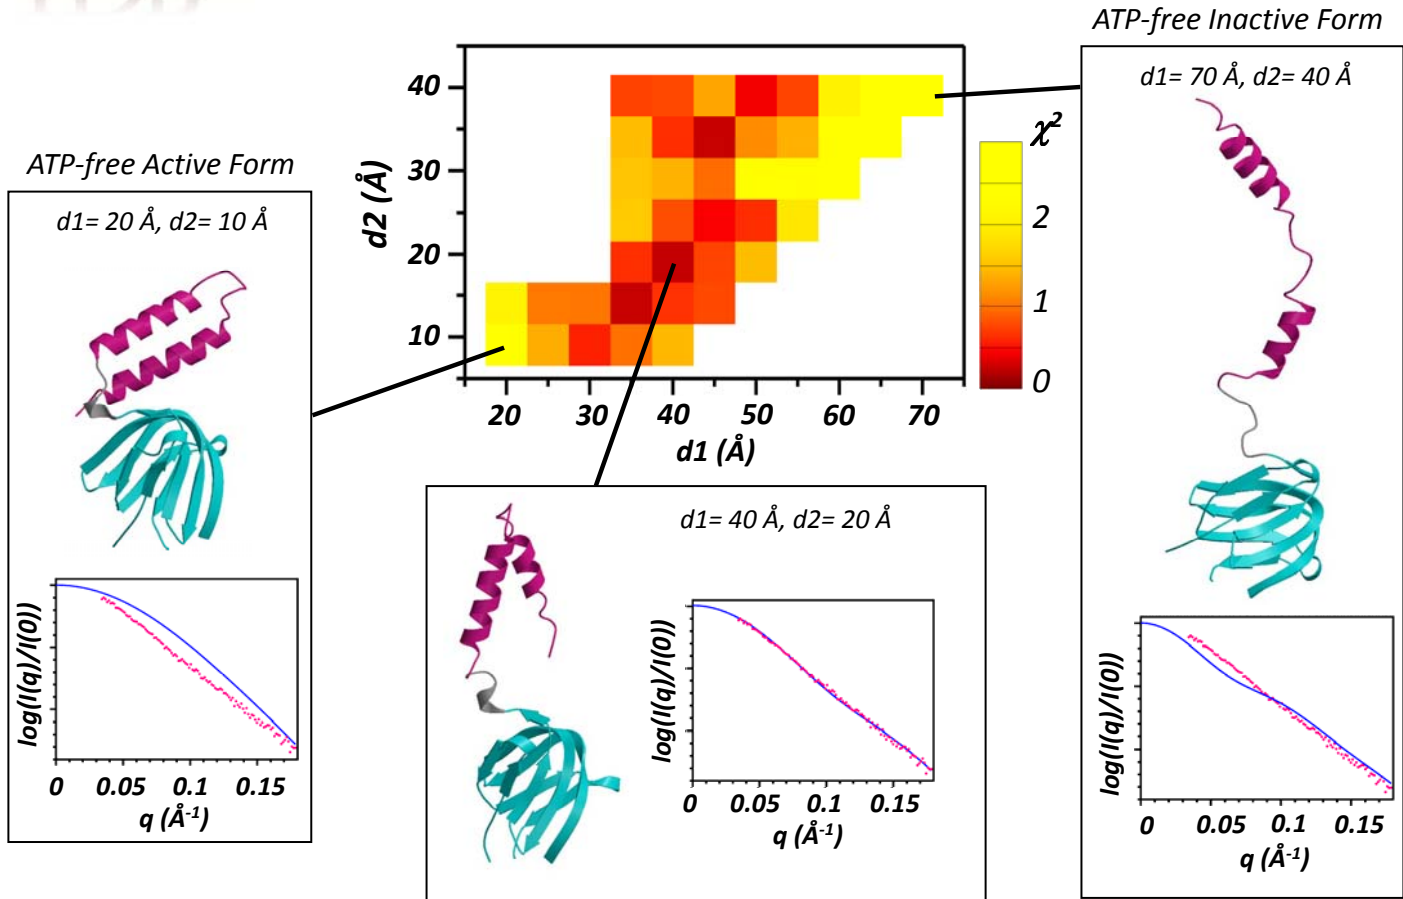 ATP-free Inactive Form
d1= 70 Å, d2= 40 Å
40
30
20
10
d2 (Å)
20 30 40 50 60 70
d1 (Å)
χ²
2
1
0
ATP-free Active Form
d1= 20 Å, d2= 10 Å
log(I(q)/I(0))
0 0.05 0.1 0.15
q (Å⁻¹)
d1= 40 Å, d2= 20 Å
log(I(q)/I(0))
0 0.05 0.1 0.15
q (Å⁻¹)
log(I(q)/I(0))
0 0.05 0.1 0.15
q (Å⁻¹)